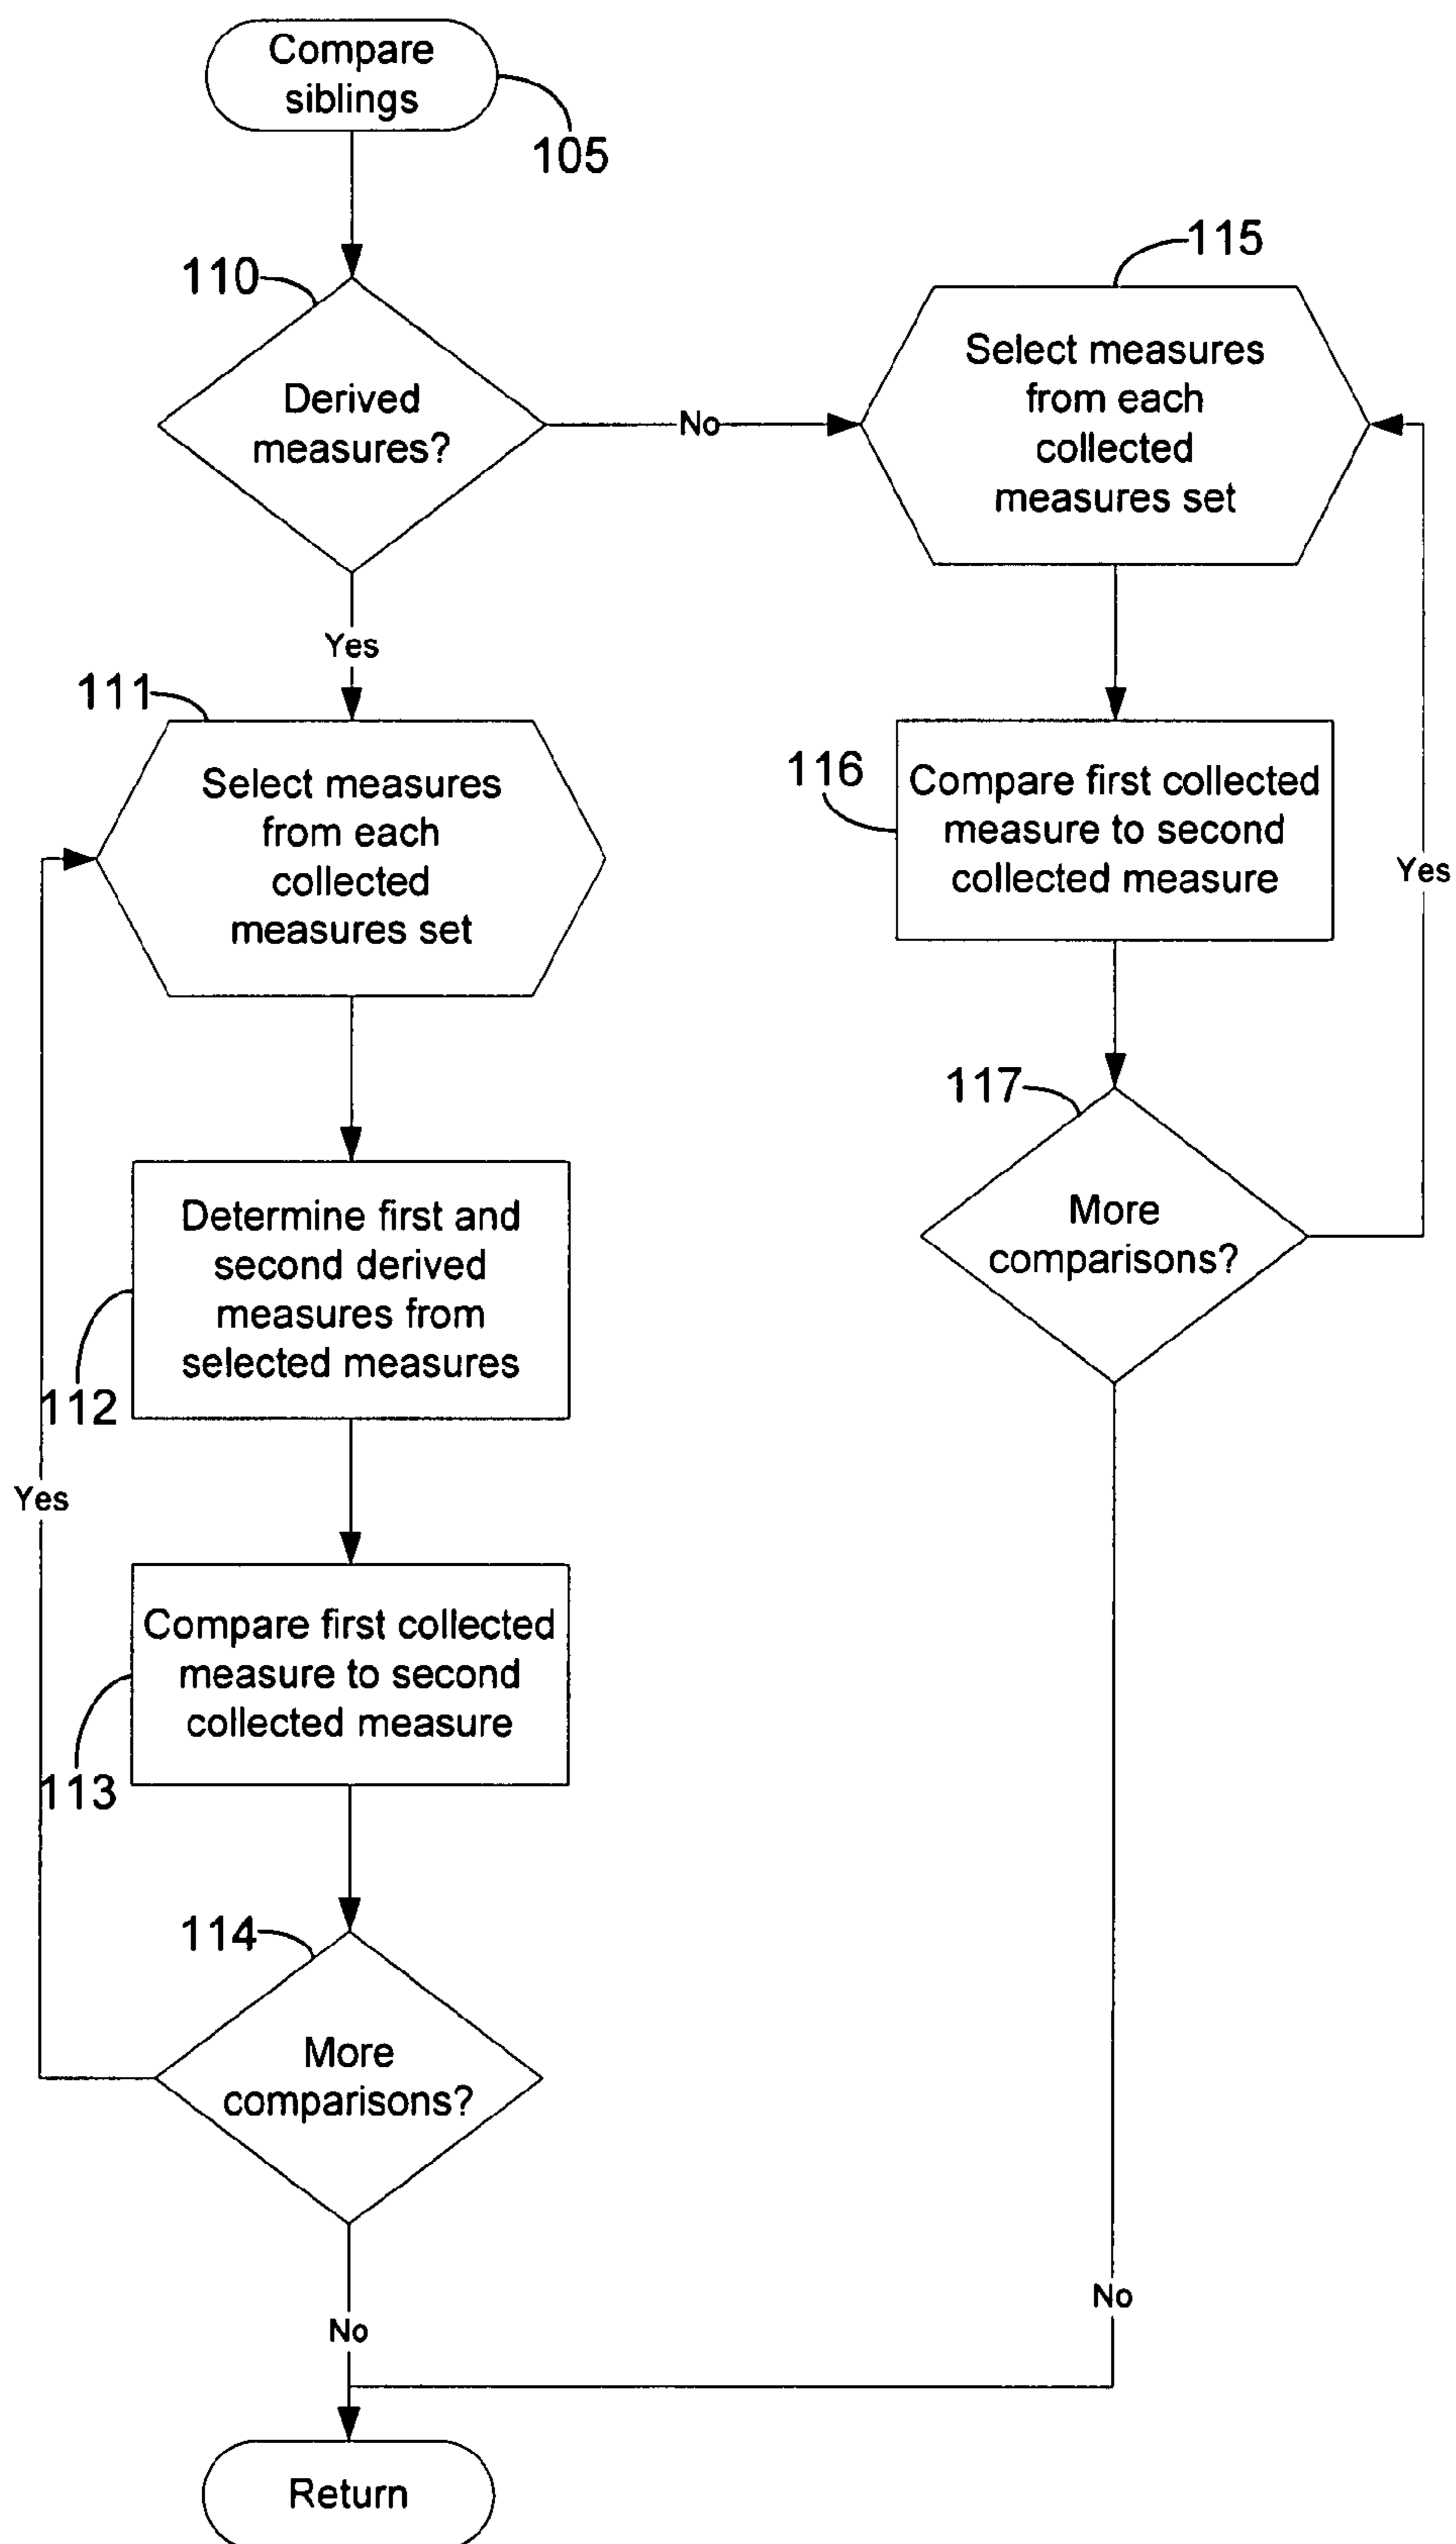 Compare
siblings
105
110
Derived
measures?
No
Yes
115
Select measures
from each
collected
measures set
116
Compare first collected
measure to second
collected measure
Yes
117
More
comparisons?
No
111
Select measures
from each
collected
measures set
112
Determine first and
second derived
measures from
selected measures
Yes
113
Compare first collected
measure to second
collected measure
114
More
comparisons?
No
Return